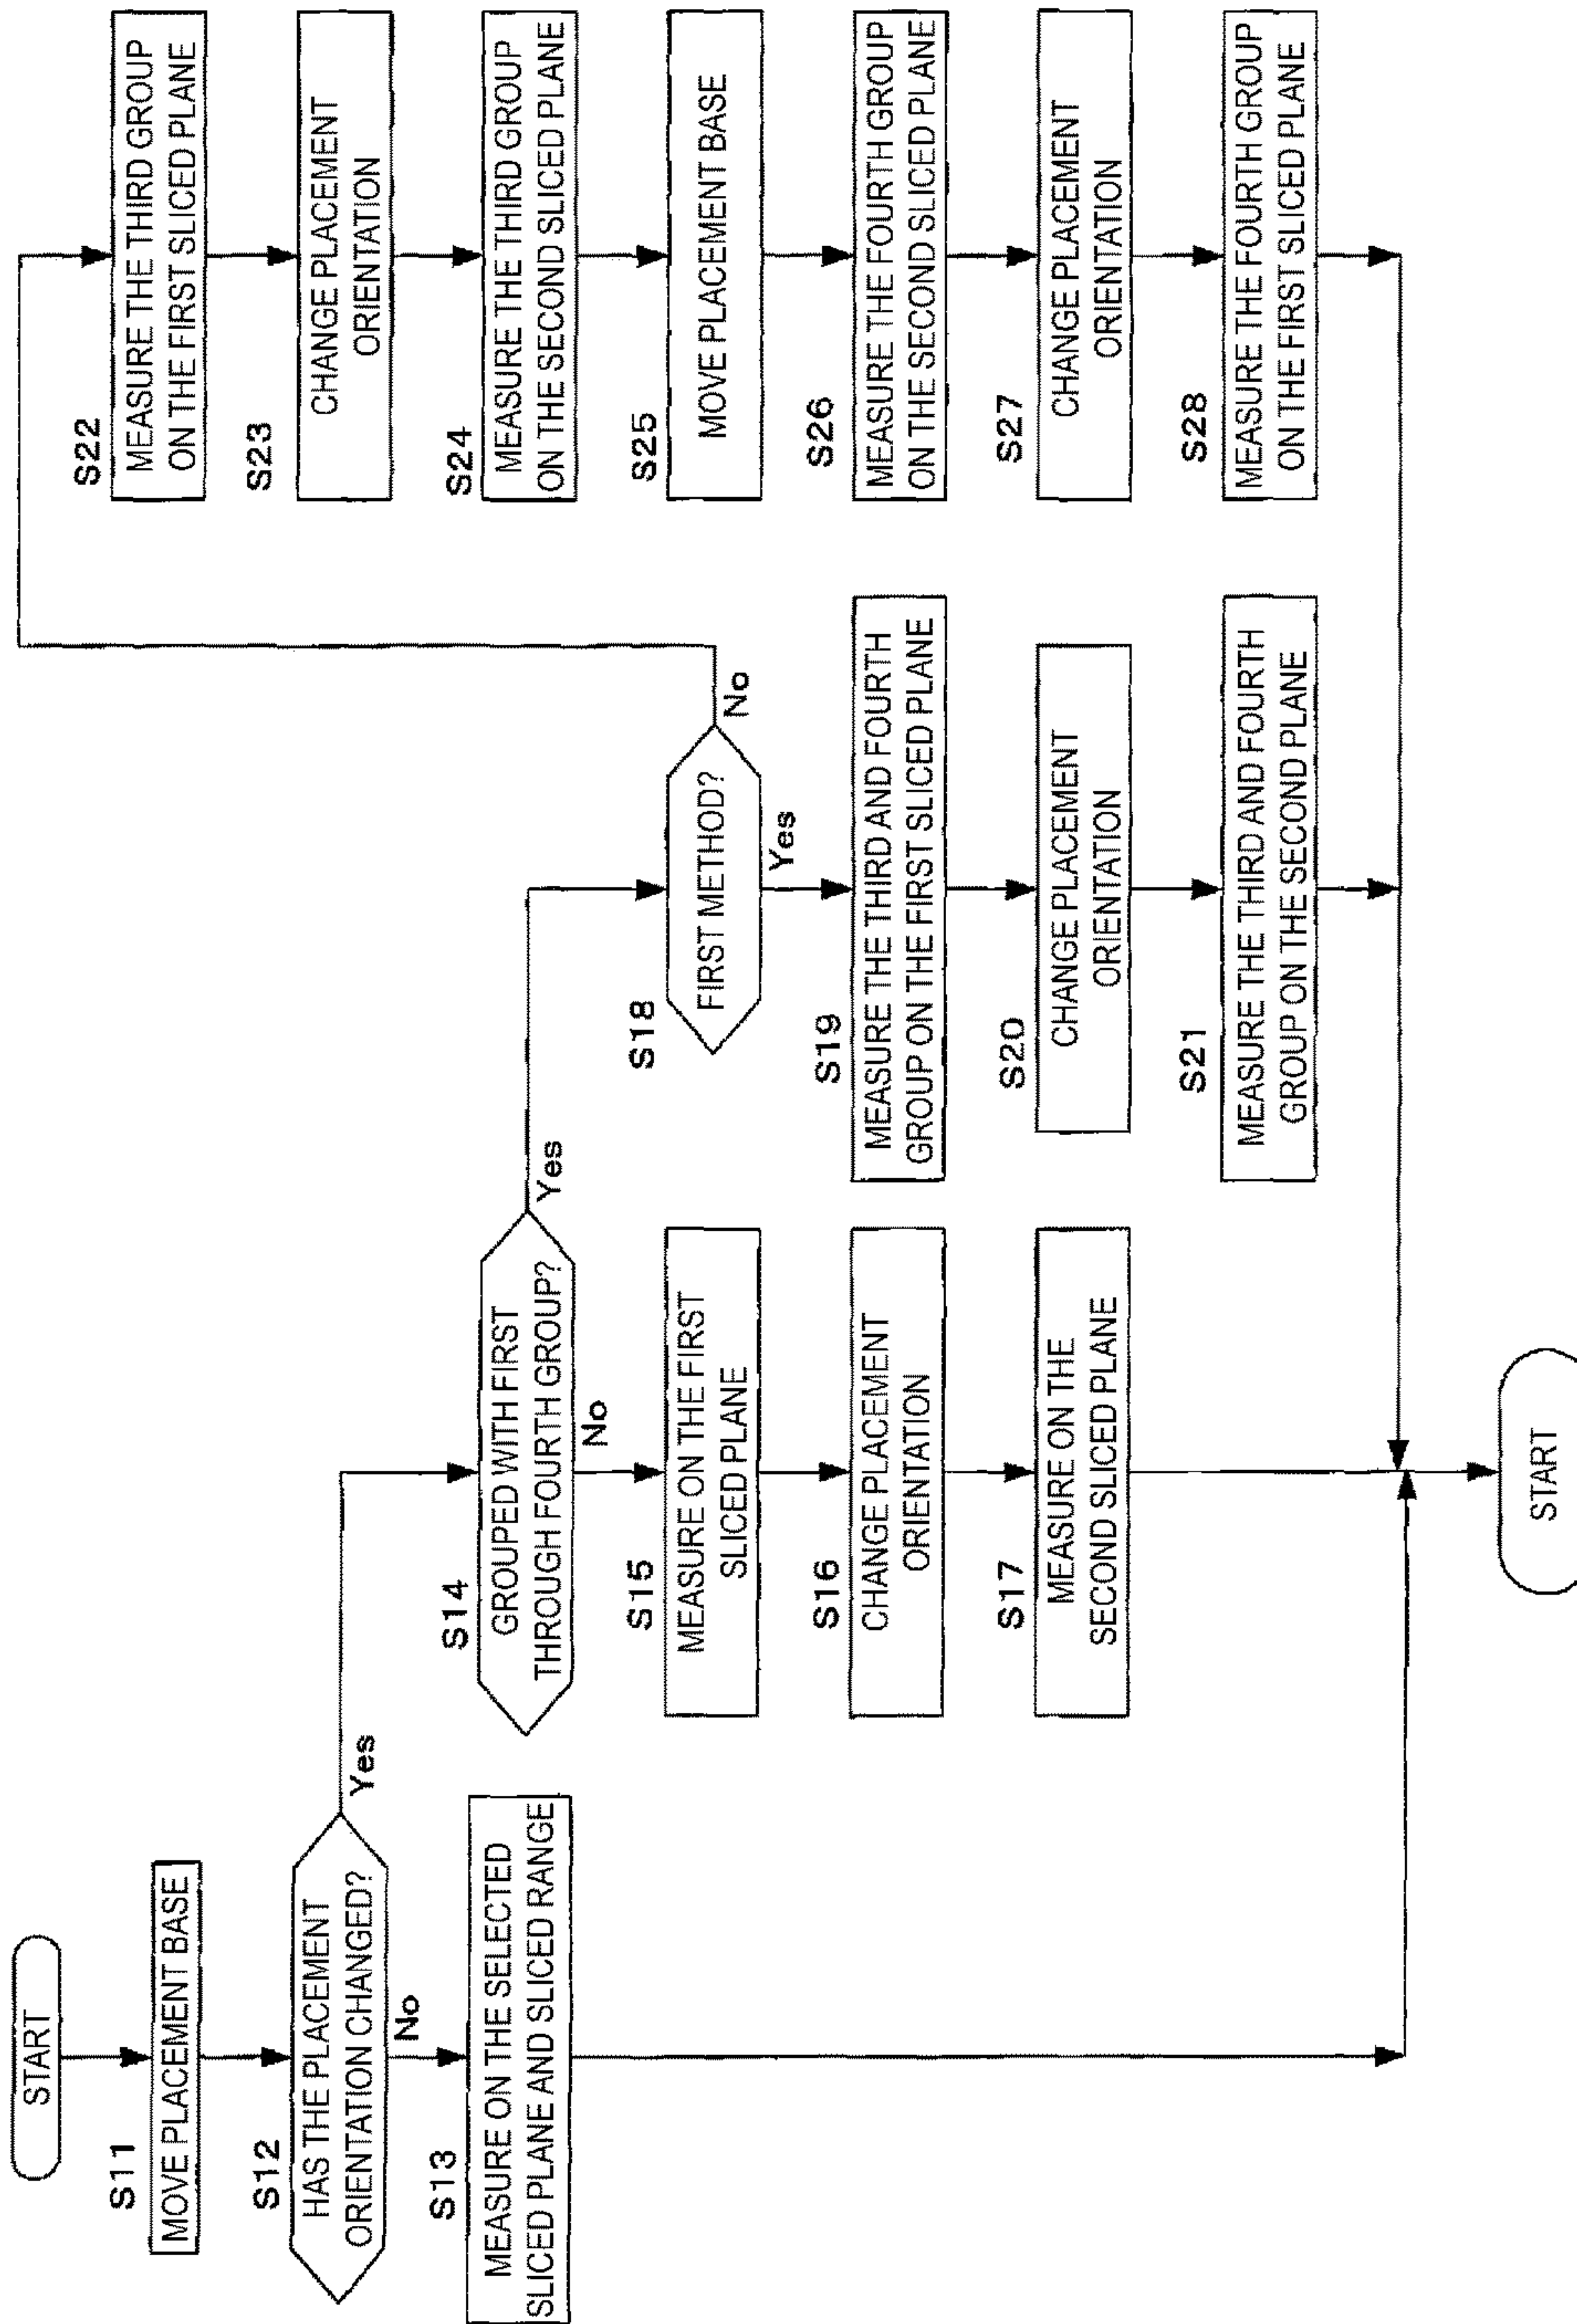 START
S11
MOVE PLACEMENT BASE
S12
HAS THE PLACEMENT
ORIENTATION CHANGED?
Yes
No
S13
MEASURE ON THE SELECTED
SLICED PLANE AND SLICED RANGE
S14
GROUPED WITH FIRST
THROUGH FOURTH GROUP?
Yes
No
S15
MEASURE ON THE FIRST
SLICED PLANE
S16
CHANGE PLACEMENT
ORIENTATION
S17
MEASURE ON THE
SECOND SLICED PLANE
S18
FIRST METHOD?
No
Yes
S19
MEASURE THE THIRD AND FOURTH
GROUP ON THE FIRST SLICED PLANE
S20
CHANGE PLACEMENT
ORIENTATION
S21
MEASURE THE THIRD AND FOURTH
GROUP ON THE SECOND PLANE
S22
MEASURE THE THIRD GROUP
ON THE FIRST SLICED PLANE
S23
CHANGE PLACEMENT
ORIENTATION
S24
MEASURE THE THIRD GROUP
ON THE SECOND SLICED PLANE
S25
MOVE PLACEMENT BASE
S26
MEASURE THE FOURTH GROUP
ON THE SECOND SLICED PLANE
S27
CHANGE PLACEMENT
ORIENTATION
S28
MEASURE THE FOURTH GROUP
ON THE FIRST SLICED PLANE
START